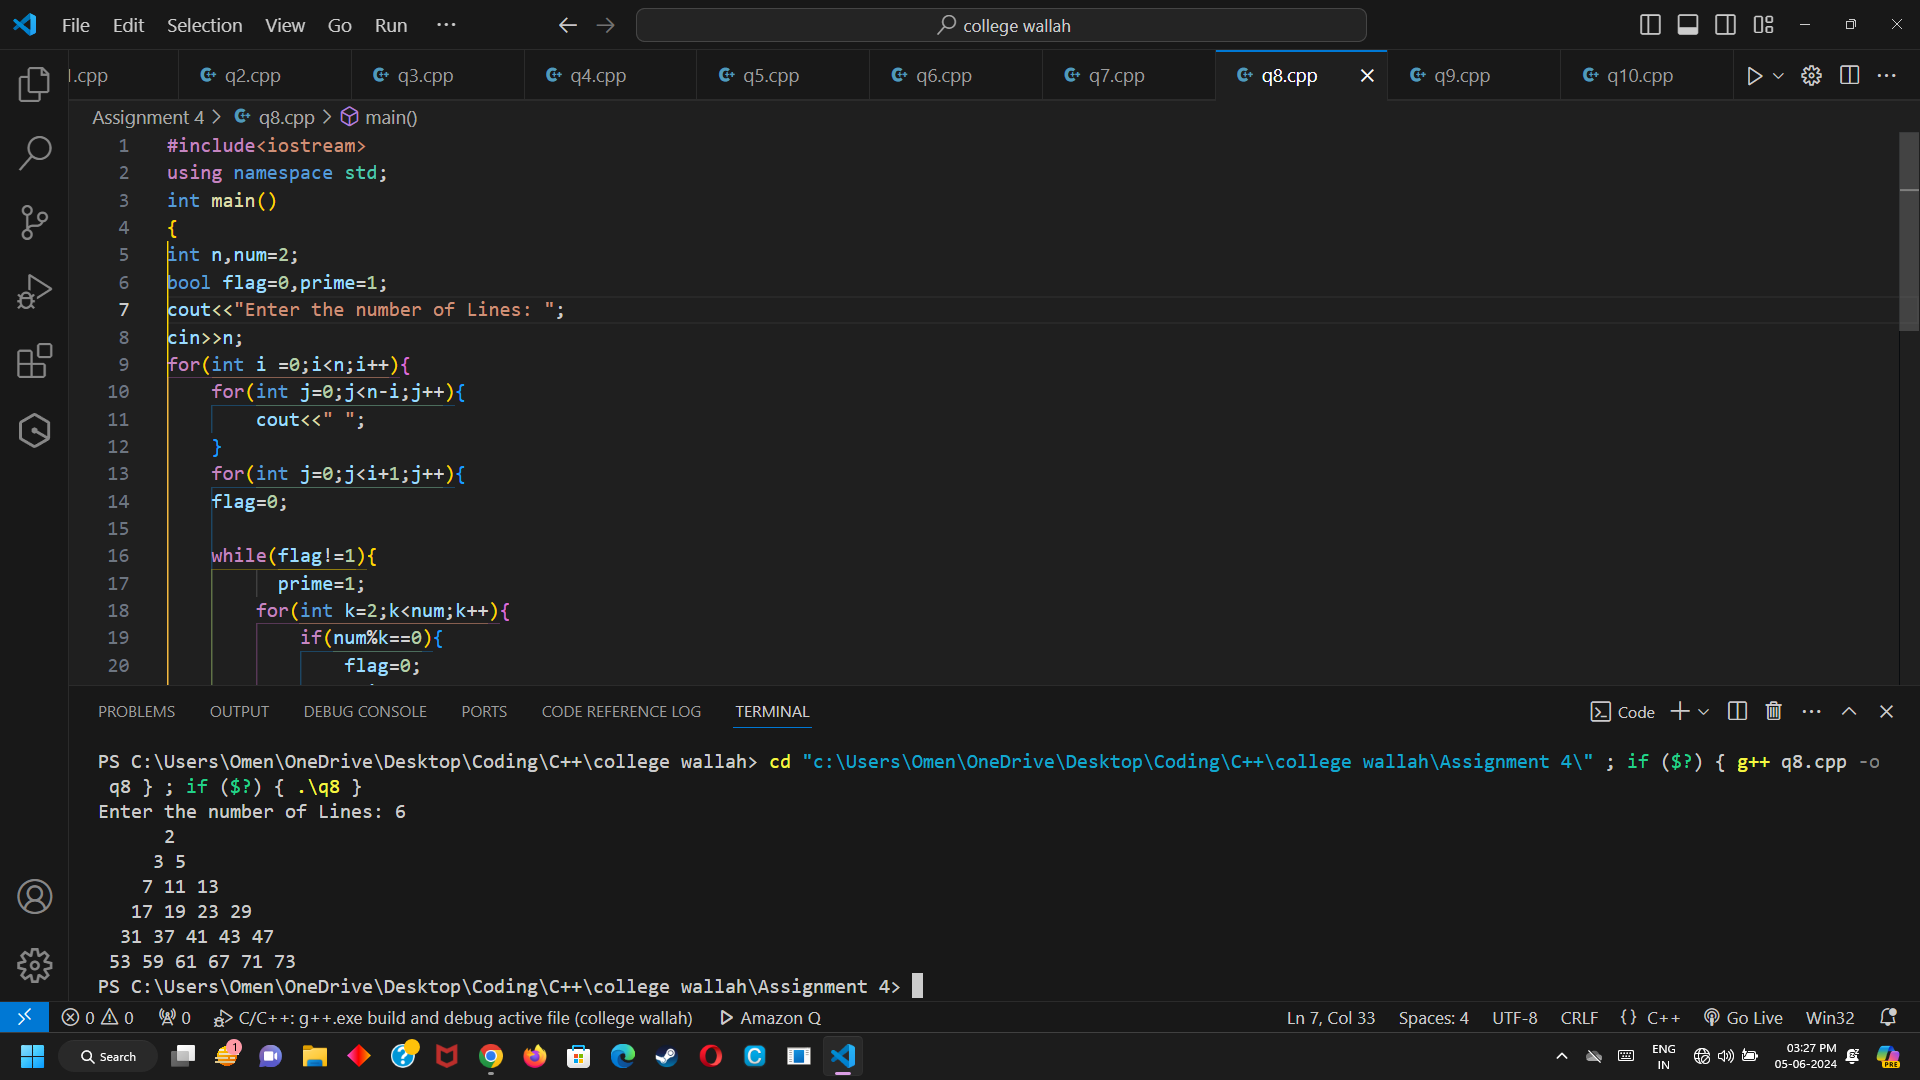 File Edit Selection View Go Run ··· college wallah
1.cpp q2.cpp q3.cpp q4.cpp q5.cpp q6.cpp q7.cpp q8.cpp q9.cpp q10.cpp
Assignment 4 > q8.cpp > main()
1 #include<iostream>
2 using namespace std;
3 int main()
4 {
5 int n,num=2;
6 bool flag=0,prime=1;
7 cout<<"Enter the number of Lines: ";
8 cin>>n;
9 for(int i =0;i<n;i++){
10 for(int j=0;j<n-i;j++){
11 cout<<" ";
12 }
13 for(int j=0;j<i+1;j++){
14 flag=0;
15
16 while(flag!=1){
17 prime=1;
18 for(int k=2;k<num;k++){
19 if(num%k==0){
20 flag=0;
PROBLEMS OUTPUT DEBUG CONSOLE PORTS CODE REFERENCE LOG TERMINAL Code
PS C:\Users\Omen\OneDrive\Desktop\Coding\C++\college wallah> cd "c:\Users\Omen\OneDrive\Desktop\Coding\C++\college wallah\Assignment 4\" ; if ($?) { g++ q8.cpp -o
q8 } ; if ($?) { .\q8 }
Enter the number of Lines: 6
2
3 5
7 11 13
17 19 23 29
31 37 41 43 47
53 59 61 67 71 73
PS C:\Users\Omen\OneDrive\Desktop\Coding\C++\college wallah\Assignment 4>
0 0 0 C/C++: g++.exe build and debug active file (college wallah) Amazon Q Ln 7, Col 33 Spaces: 4 UTF-8 CRLF {} C++ Go Live Win32
Search 1 ENG IN 03:27 PM 05-06-2024 PRE